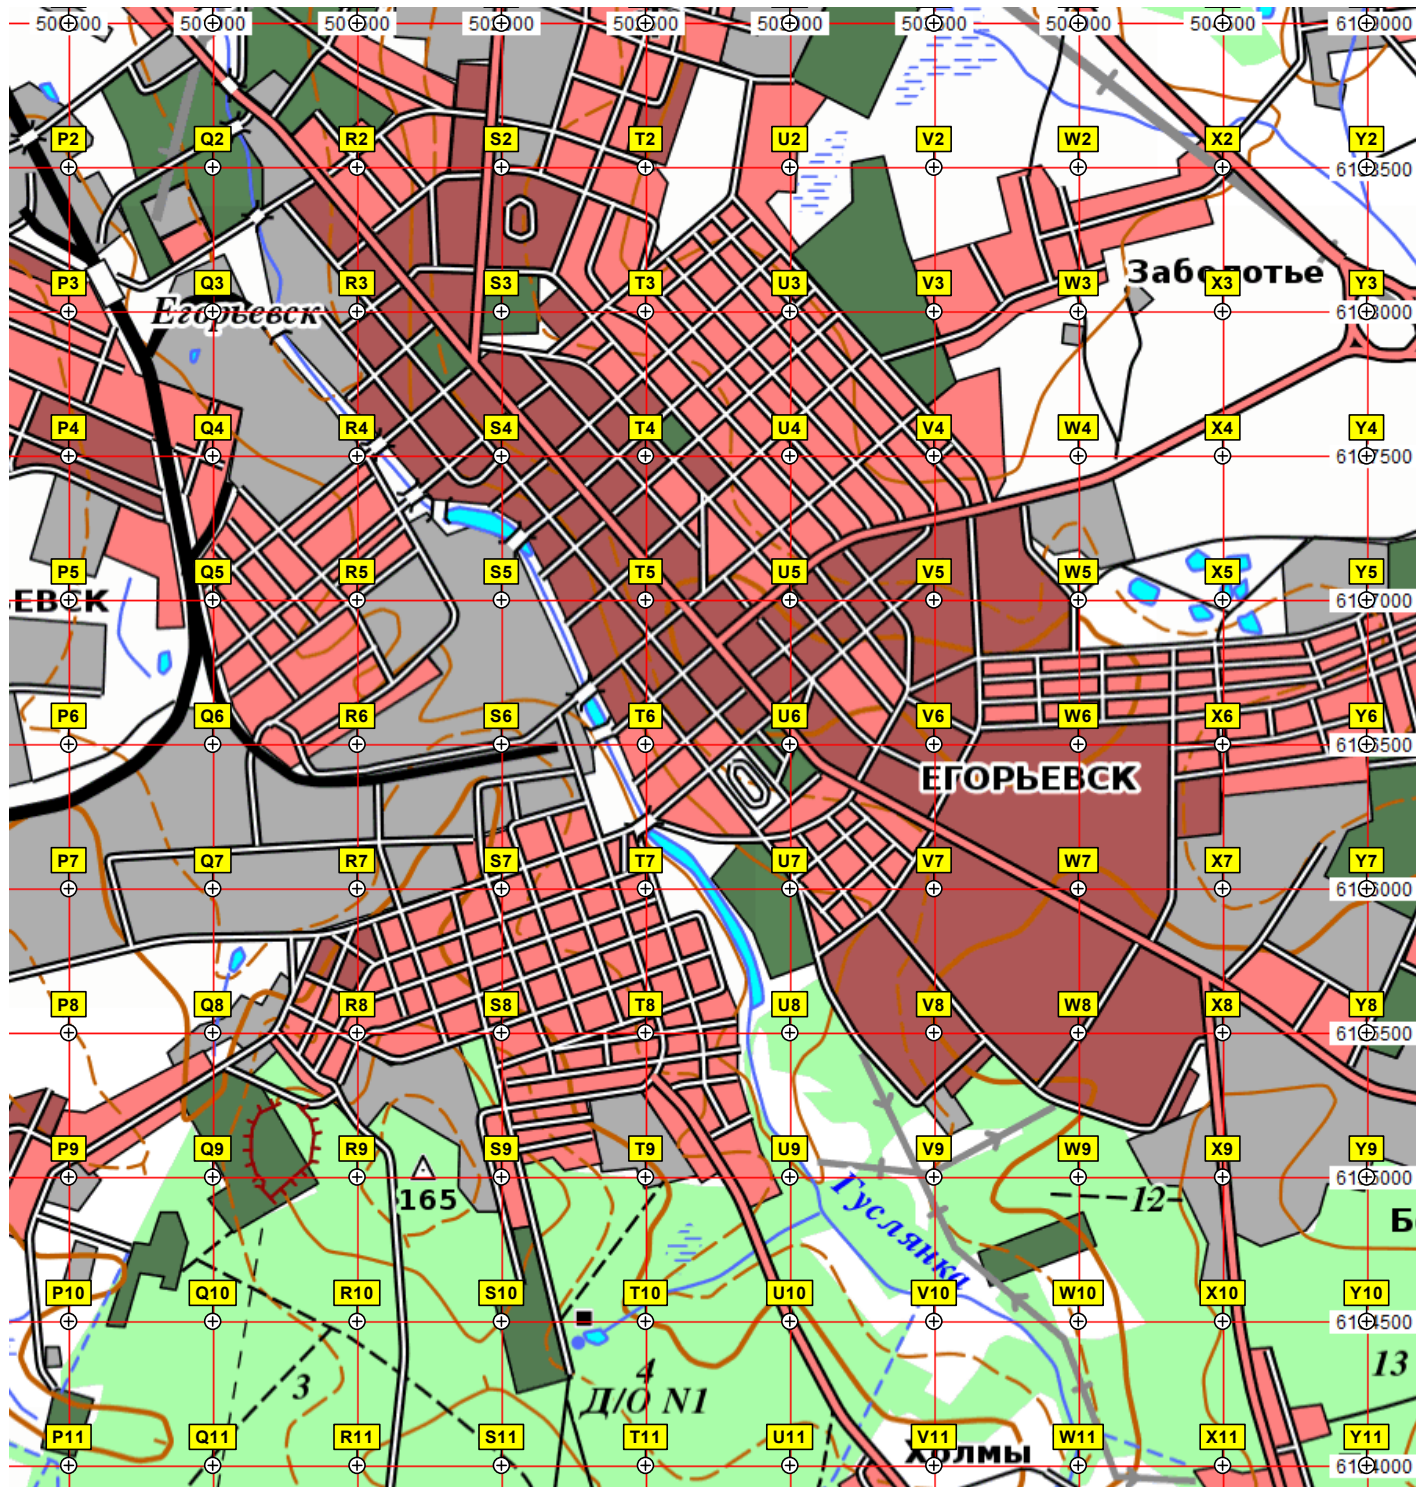 P2 Q2 R2 S2 T2 U2 V2 W2 X2 Y2
Заболотье
P3 Q3 R3 S3 T3 U3 V3 W3 X3 Y3
Егорьевск
P4 Q4 R4 S4 T4 U4 V4 W4 X4 Y4
P5 Q5 R5 S5 T5 U5 V5 W5 X5 Y5
ЕВСК
P6 Q6 R6 S6 T6 U6 V6 W6 X6 Y6
ЕГОРЬЕВСК
P7 Q7 R7 S7 T7 U7 V7 W7 X7 Y7
P8 Q8 R8 S8 T8 U8 V8 W8 X8 Y8
P9 Q9 R9 S9 T9 U9 V9 W9 X9 Y9
165
12
Гуслянка
P10 Q10 R10 S10 T10 U10 V10 W10 X10 Y10
4
3
13
Д/О N1
P11 Q11 R11 S11 T11 U11 V11 W11 X11 Y11
Холмы